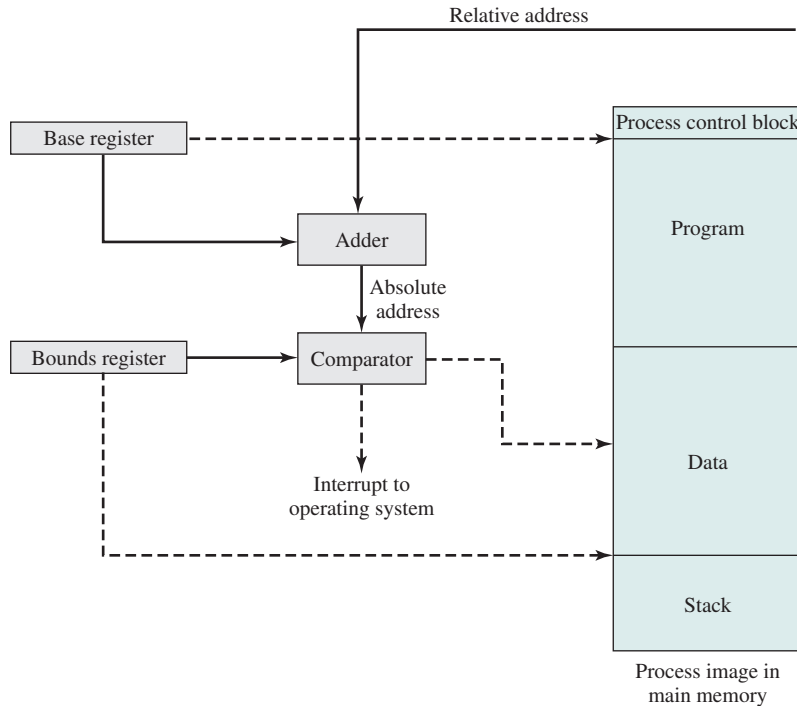 Relative address
Process control block
Base register
Program
Adder
Absolute
address
Bounds register
Comparator
Data
Interrupt to
operating system
Stack
Process image in
main memory